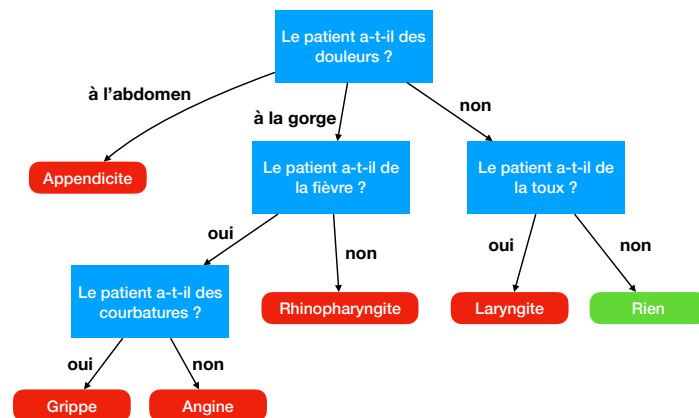 Le patient a-t-il des
douleurs ?
à l'abdomen
à la gorge
non
Appendicite
Le patient a-t-il de
la fièvre ?
Le patient a-t-il de
la toux ?
oui
non
oui
non
Le patient a-t-il des
courbatures ?
Rhinopharyngite
Laryngite
Rien
oui
non
Grippe
Angine